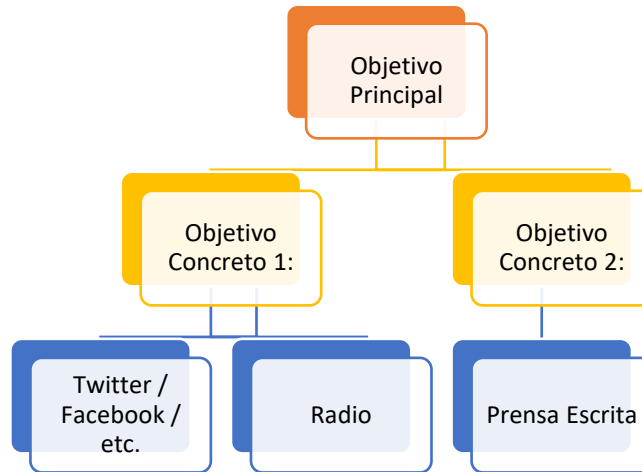 Objetivo
Principal
Objetivo
Concreto 1:
Objetivo
Concreto 2:
Twitter /
Facebook /
etc.
Radio
Prensa Escrita